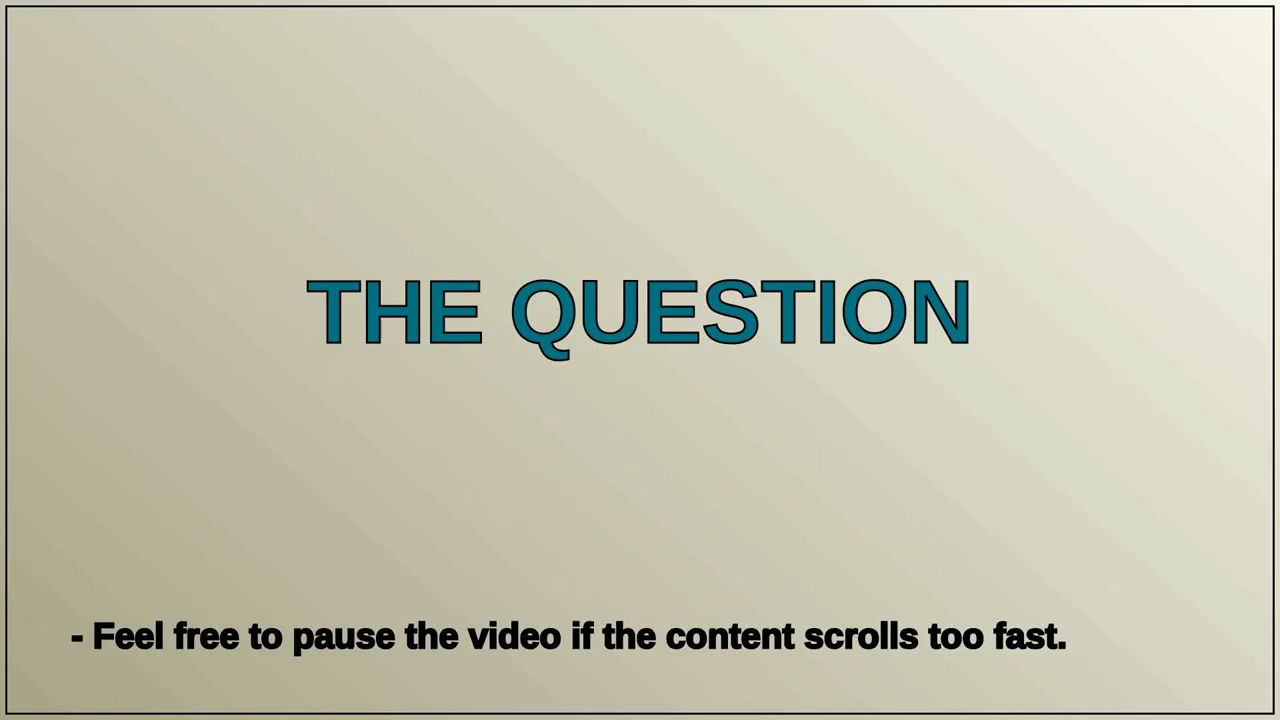 THE QUESTION
- Feel free to pause the video if the content scrolls too fast.